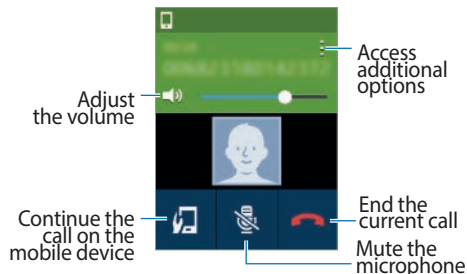 Access
additional
options
Adjust
the volume
Continue the
call on the
mobile device
End the
current call
Mute the
microphone